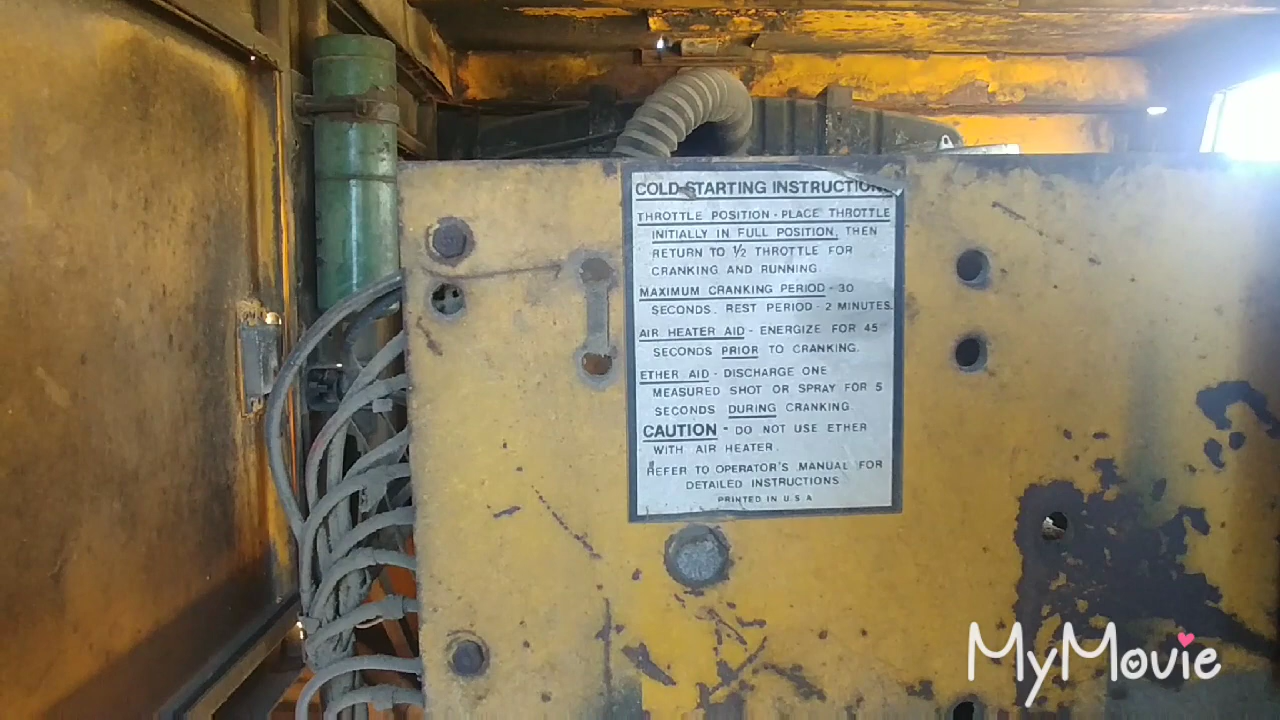 COLD-STARTING INSTRUCTIONS
THROTTLE POSITION - PLACE THROTTLE
INITIALLY IN FULL POSITION, THEN
RETURN TO ½ THROTTLE FOR
CRANKING AND RUNNING.
MAXIMUM CRANKING PERIOD - 30
SECONDS. REST PERIOD - 2 MINUTES.
AIR HEATER AID - ENERGIZE FOR 45
SECONDS PRIOR TO CRANKING.
ETHER AID - DISCHARGE ONE
MEASURED SHOT OR SPRAY FOR 5
SECONDS DURING CRANKING.
CAUTION - DO NOT USE ETHER
WITH AIR HEATER.
REFER TO OPERATOR'S MANUAL FOR
DETAILED INSTRUCTIONS
PRINTED IN U.S.A
MyMovie